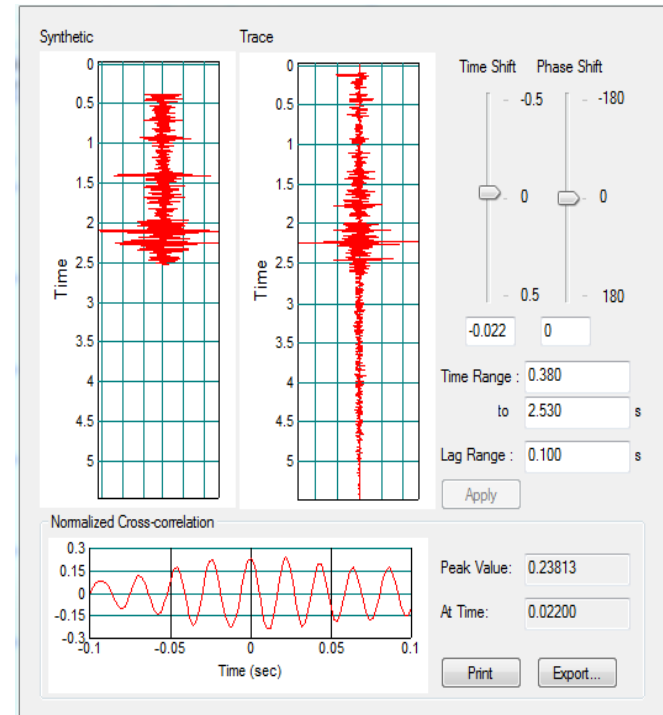 Synthetic
Trace
Time Shift Phase Shift
0
0.5
1
1.5
2
2.5
3
3.5
4
4.5
5
Time
0
0.5
1
1.5
2
2.5
3
3.5
4
4.5
5
Time
-0.5
0
0.5
-180
0
180
-0.022
0
Time Range : 0.380
to 2.530 s
Lag Range : 0.100 s
Apply
Normalized Cross-correlation
0.3
0.15
0
-0.15
-0.3
-0.1 -0.05 0 0.05 0.1
Time (sec)
Peak Value: 0.23813
At Time: 0.02200
Print
Export...